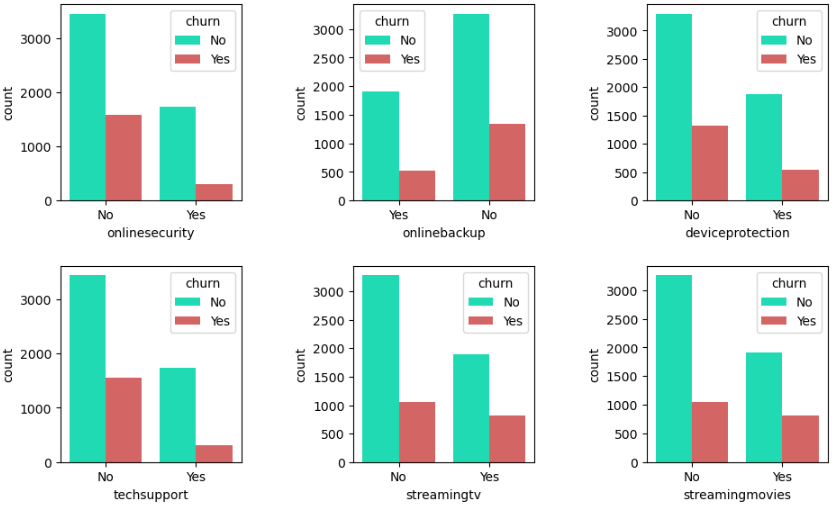 churn
No
Yes
count
3000
2000
1000
0
No Yes
onlinesecurity
churn
No
Yes
count
3000
2500
2000
1500
1000
500
0
Yes No
onlinebackup
churn
No
Yes
count
3000
2500
2000
1500
1000
500
0
No Yes
deviceprotection
churn
No
Yes
count
3000
2000
1000
0
No Yes
techsupport
churn
No
Yes
count
3000
2500
2000
1500
1000
500
0
No Yes
streamingtv
churn
No
Yes
count
3000
2500
2000
1500
1000
500
0
No Yes
streamingmovies